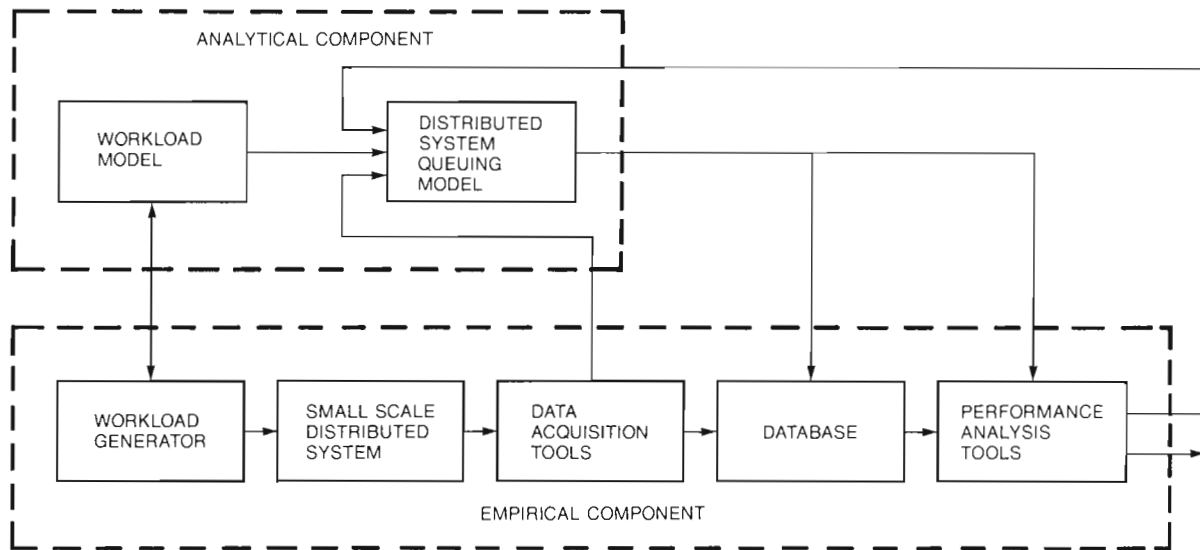 ANALYTICAL COMPONENT
WORKLOAD
MODEL
DISTRIBUTED
SYSTEM
QUEUING
MODEL
WORKLOAD
GENERATOR
SMALL SCALE
DISTRIBUTED
SYSTEM
DATA
ACQUISITION
TOOLS
DATABASE
PERFORMANCE
ANALYSIS
TOOLS
EMPIRICAL COMPONENT